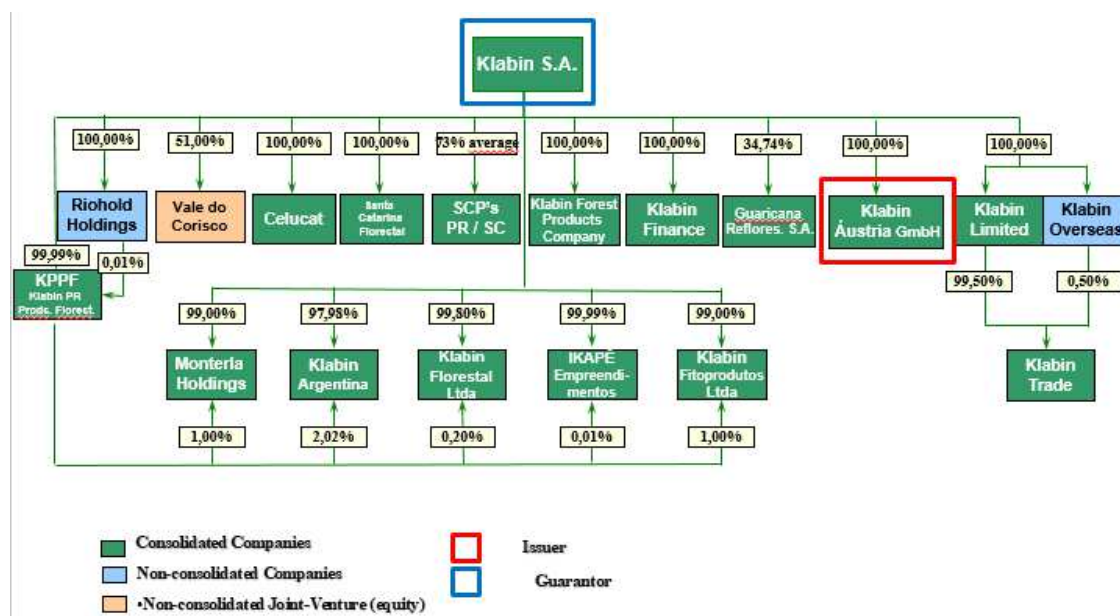 Klabin S.A.
100,00%
51,00%
100,00%
100,00%
73% average
100,00%
100,00%
34,74%
100,00%
100,00%
Riohold
Holdings
Vale do
Corisco
Celucat
Santa
Catarina
Florestal
SCP's
PR / SC
Klabin Forest
Products
Company
Klabin
Finance
Guaricana
Reflores. S.A.
Klabin
Áustria GmbH
Klabin
Limited
Klabin
Overseas
99,99%
0,01%
KPPF
Klabin PR
Prods. Florest.
99,50%
0,50%
99,00%
97,98%
99,80%
99,99%
99,00%
Monterla
Holdings
Klabin
Argentina
Klabin
Florestal
Ltda
IKAPÊ
Empreendi-
mentos
Klabin
Fitoprodutos
Ltda
Klabin
Trade
1,00%
2,02%
0,20%
0,01%
1,00%
Consolidated Companies
Issuer
Non-consolidated Companies
Guarantor
•Non-consolidated Joint-Venture (equity)